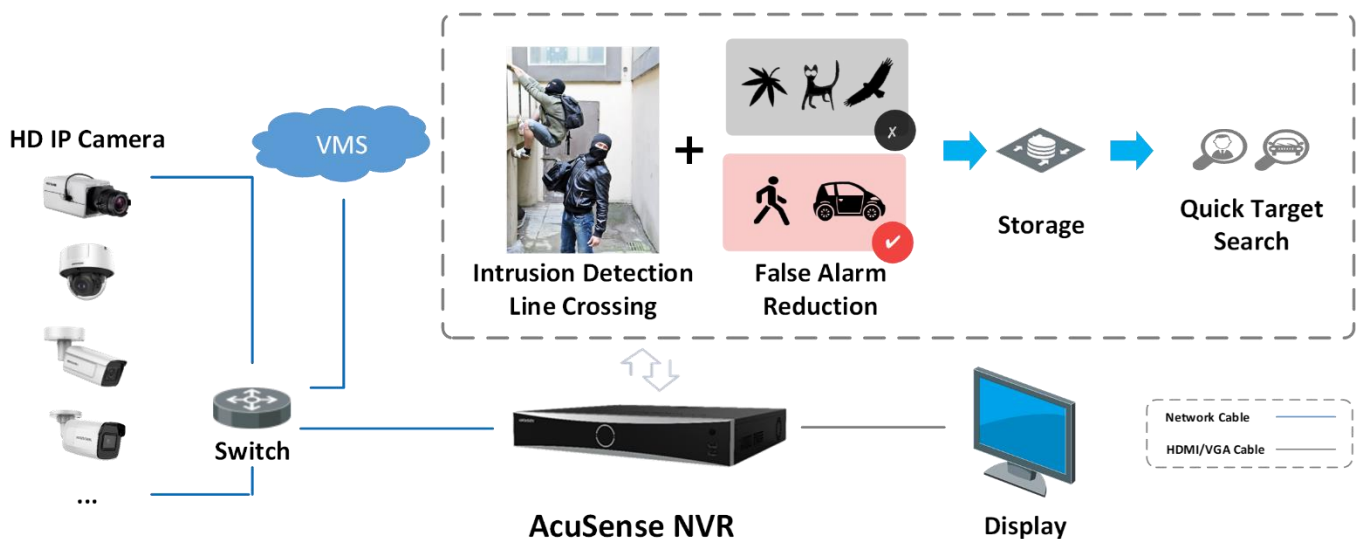 HD IP Camera
VMS
Switch
...
Intrusion Detection
Line Crossing
+
False Alarm
Reduction
Storage
Quick Target
Search
AcuSense NVR
Display
Network Cable
HDMI/VGA Cable